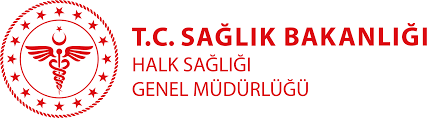 T.C. SAĞLIK BAKANLIĞI
HALK SAĞLIĞI
GENEL MÜDÜRLÜĞÜ